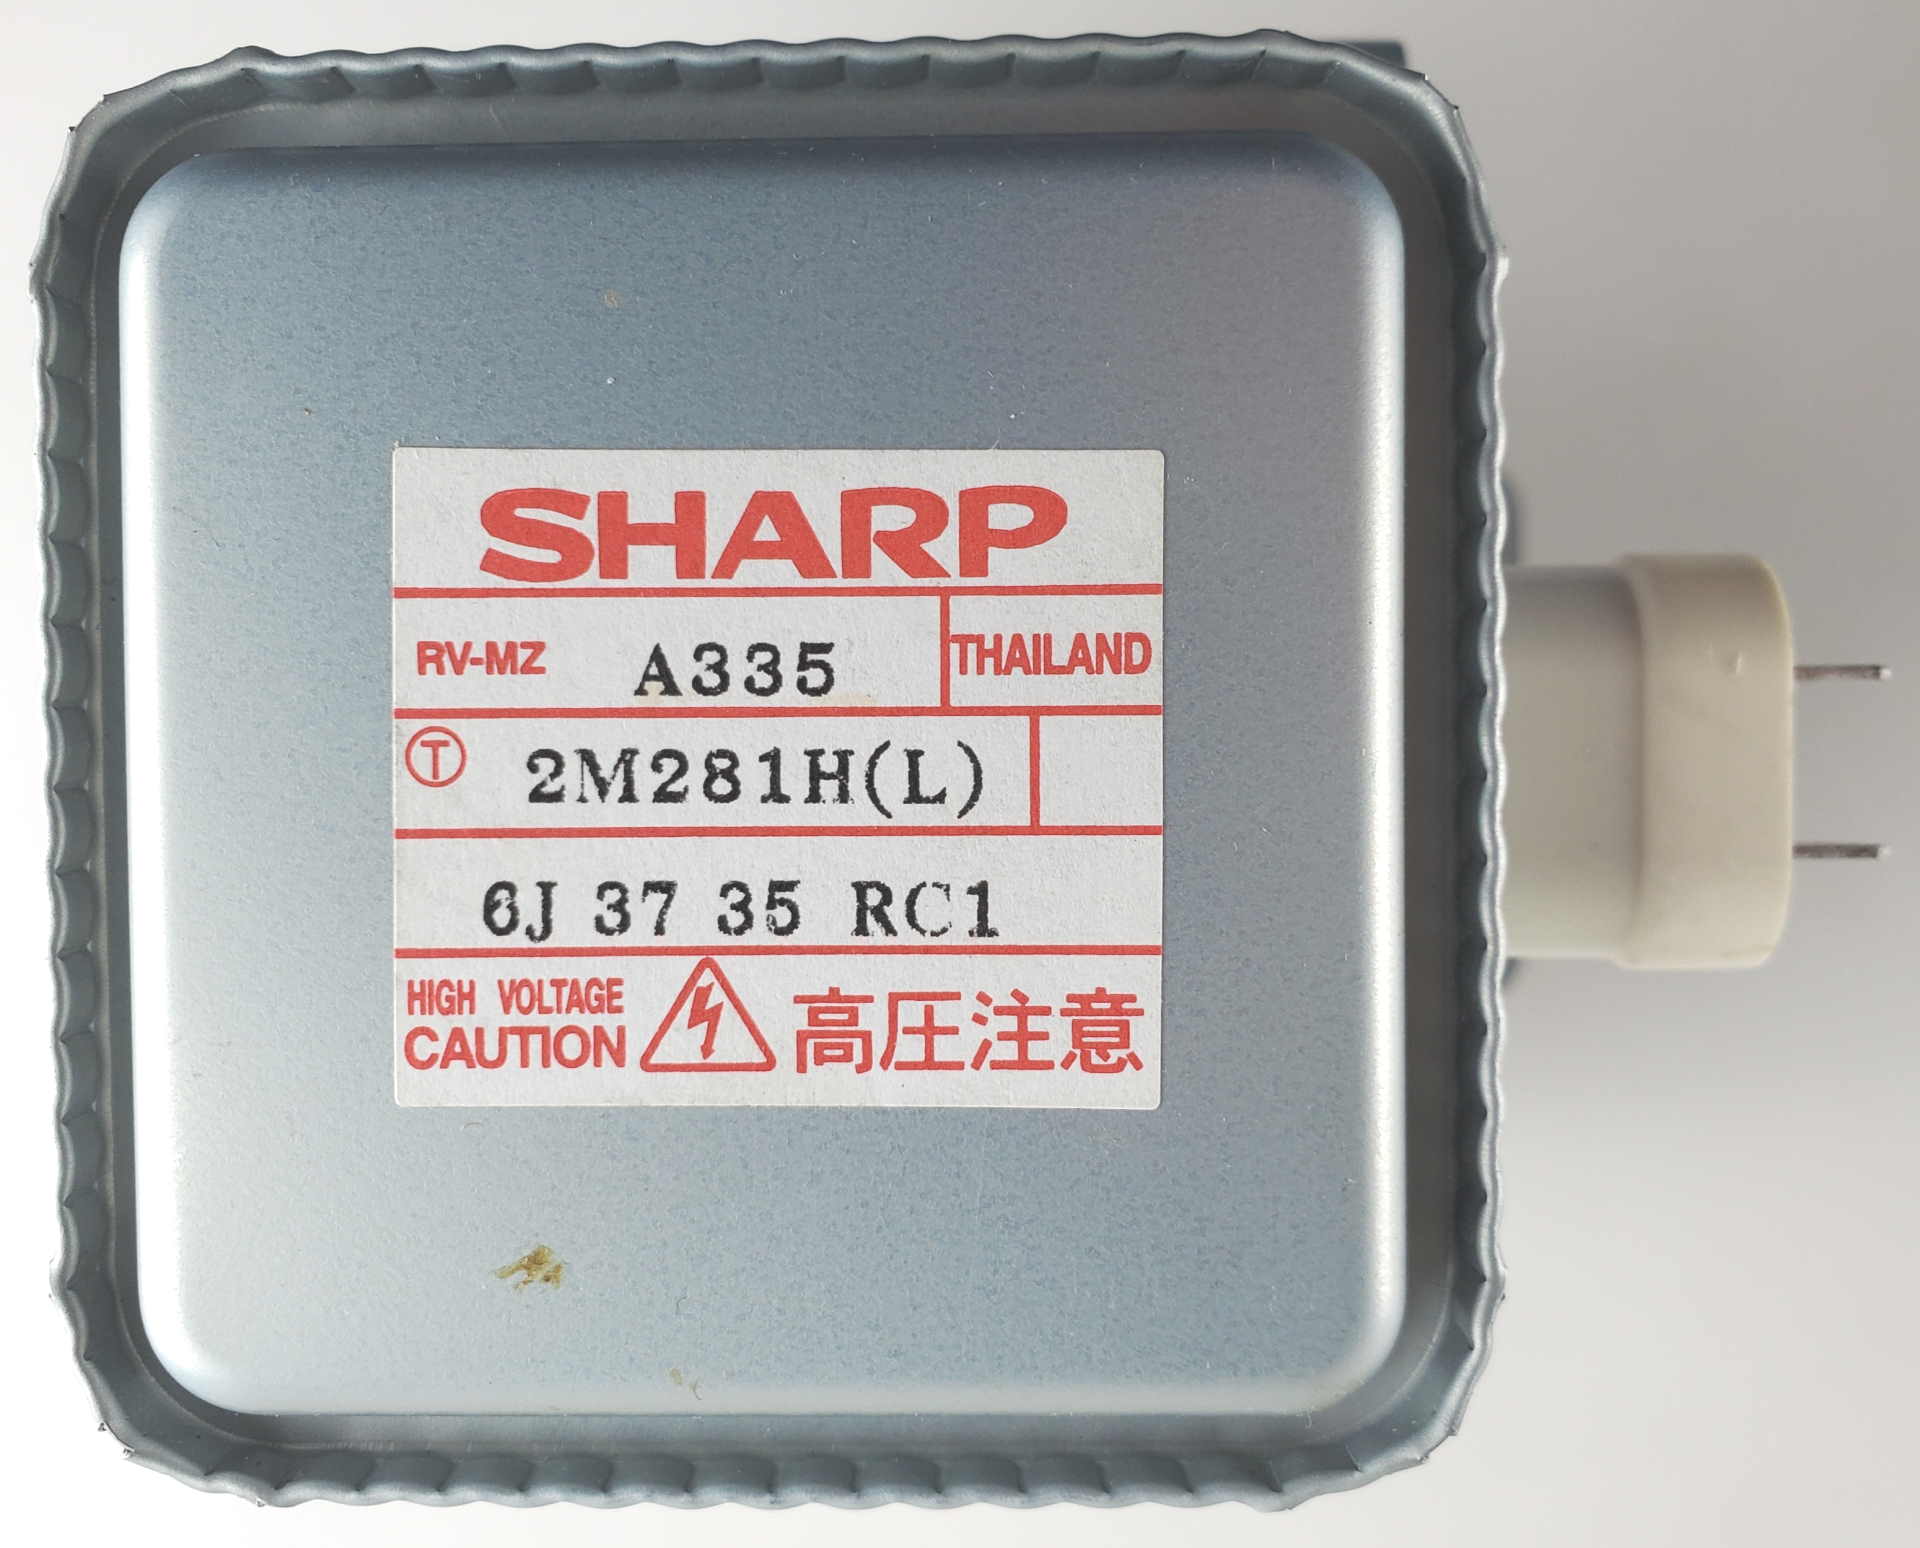 SHARP
RV-MZ A335 THAILAND
Ⓣ 2M281H(L)
6J 37 35 RC1
HIGH VOLTAGE
CAUTION 高圧注意